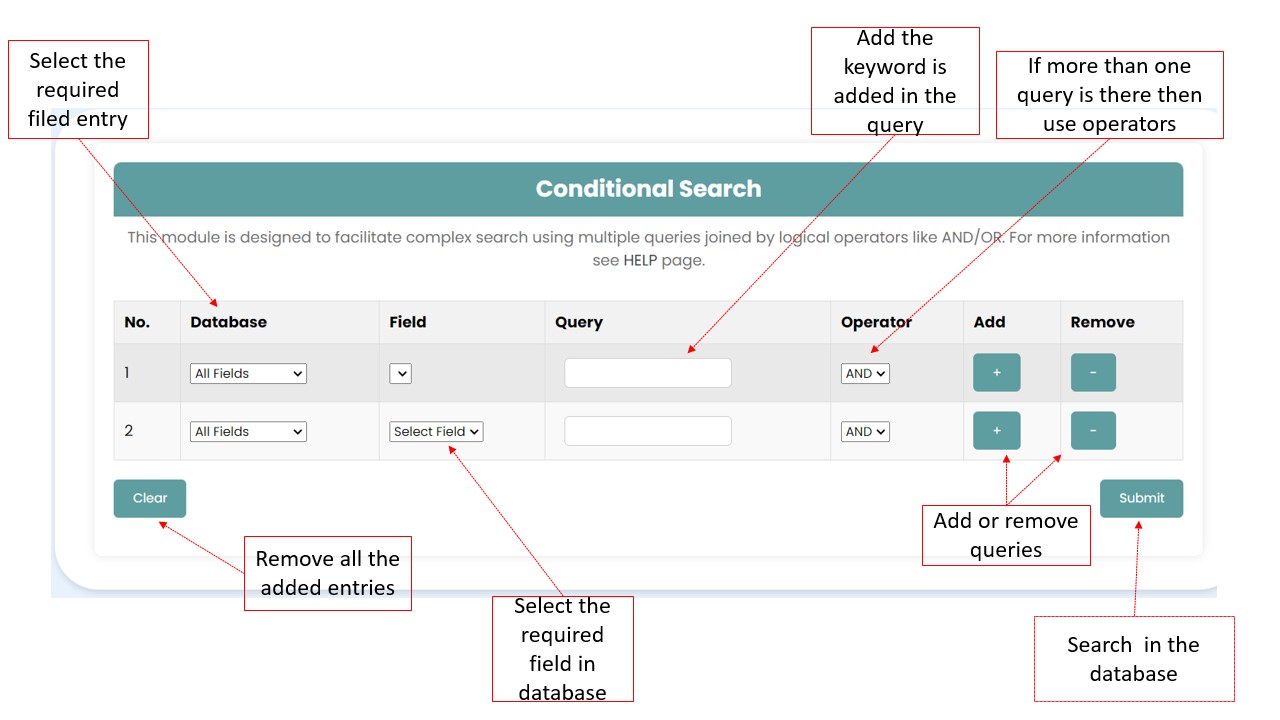 Select the
required
filed entry
Add the
keyword is
added in the
query
If more than one
query is there then
use operators
Conditional Search
This module is designed to facilitate complex search using multiple queries joined by logical operators like AND/OR. For more information
see HELP page.
No. Database Field Query Operator Add Remove
1 All Fields AND + -
2 All Fields Select Field AND + -
Clear Submit
Add or remove
queries
Remove all the
added entries
Select the
required
field in
database
Search in the
database